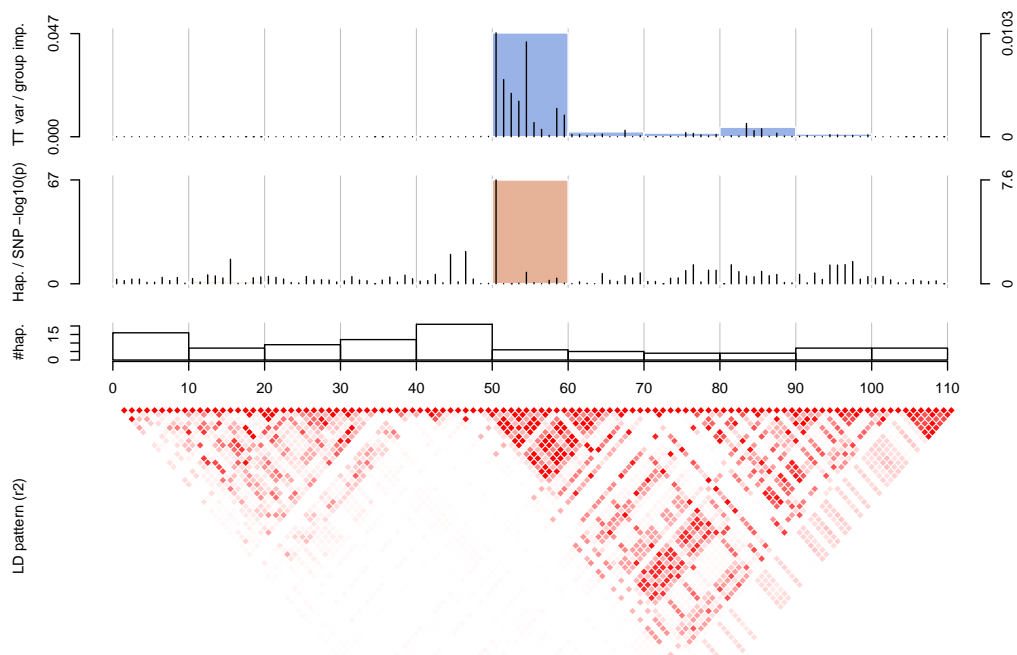 TT var / group imp.
0.047
0.000
0.0103
0
Hap. / SNP −log10(p)
67
0
7.6
0
#hap.
15
0
0 10 20 30 40 50 60 70 80 90 100 110
LD pattern (r2)